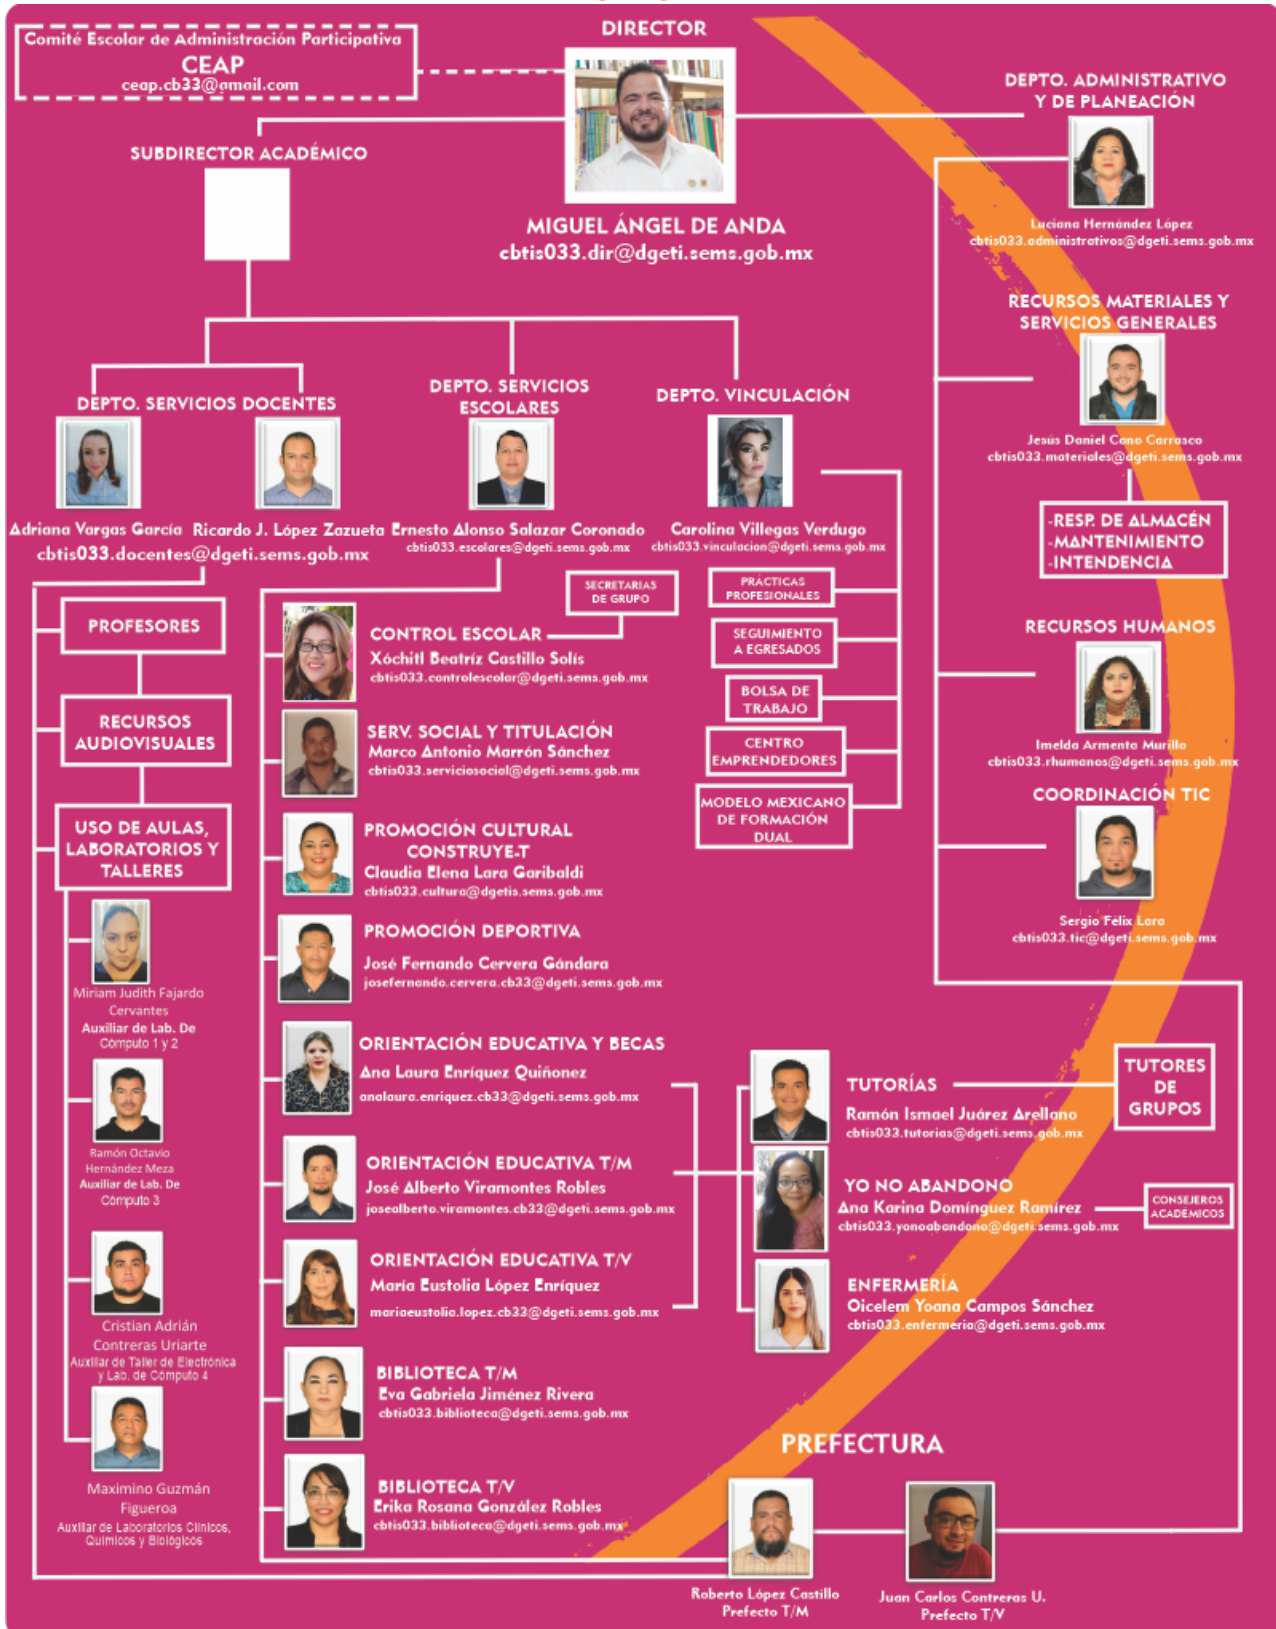 Comité Escolar de Administración Participativa
CEAP
ceap.cb33@gmail.com
DIRECTOR
MIGUEL ÁNGEL DE ANDA
cbtis033.dir@dgeti.sems.gob.mx
DEPTO. ADMINISTRATIVO
Y DE PLANEACIÓN
Luciana Hernández López
cbtis033.administrativos@dgeti.sems.gob.mx
SUBDIRECTOR ACADÉMICO
RECURSOS MATERIALES Y
SERVICIOS GENERALES
Jesús Daniel Cano Carrasco
cbtis033.materiales@dgeti.sems.gob.mx
-RESP. DE ALMACÉN
-MANTENIMIENTO
-INTENDENCIA
RECURSOS HUMANOS
Imelda Armenta Murillo
cbtis033.rhumanos@dgeti.sems.gob.mx
COORDINACIÓN TIC
Sergio Félix Lara
cbtis033.tic@dgeti.sems.gob.mx
DEPTO. SERVICIOS DOCENTES
Adriana Vargas García
Ricardo J. López Zazueta
cbtis033.docentes@dgeti.sems.gob.mx
DEPTO. SERVICIOS
ESCOLARES
Ernesto Alonso Salazar Coronado
cbtis033.escolares@dgeti.sems.gob.mx
DEPTO. VINCULACIÓN
Carolina Villegas Verdugo
cbtis033.vinculacion@dgeti.sems.gob.mx
PRÁCTICAS
PROFESIONALES
SEGUIMIENTO
A EGRESADOS
BOLSA DE
TRABAJO
CENTRO
EMPRENDEDORES
MODELO MEXICANO
DE FORMACIÓN
DUAL
PROFESORES
RECURSOS
AUDIOVISUALES
USO DE AULAS,
LABORATORIOS Y
TALLERES
Miriam Judith Fajardo
Cervantes
Auxiliar de Lab. De
Cómputo 1 y 2
Ramón Octavio
Hernández Meza
Auxiliar de Lab. De
Cómputo 3
Cristian Adrián
Contreras Uriarte
Auxiliar de Taller de Electrónica
y Lab. de Cómputo 4
Maximino Guzmán
Figueroa
Auxiliar de Laboratorios Clínicos,
Químicos y Biológicos
SECRETARIAS
DE GRUPO
CONTROL ESCOLAR
Xóchitl Beatríz Castillo Solís
cbtis033.controlescolar@dgeti.sems.gob.mx
SERV. SOCIAL Y TITULACIÓN
Marco Antonio Marrón Sánchez
cbtis033.serviciosocial@dgeti.sems.gob.mx
PROMOCIÓN CULTURAL
CONSTRUYE-T
Claudia Elena Lara Garibaldi
cbtis033.cultura@dgetis.sems.gob.mx
PROMOCIÓN DEPORTIVA
José Fernando Cervera Gándara
josefernando.cervera.cb33@dgeti.sems.gob.mx
ORIENTACIÓN EDUCATIVA Y BECAS
Ana Laura Enríquez Quiñonez
analaura.enriquez.cb33@dgeti.sems.gob.mx
ORIENTACIÓN EDUCATIVA T/M
José Alberto Viramontes Robles
josealberto.viramontes.cb33@dgeti.sems.gob.mx
ORIENTACIÓN EDUCATIVA T/V
María Eustolia López Enríquez
mariaeustolia.lopez.cb33@dgeti.sems.gob.mx
BIBLIOTECA T/M
Eva Gabriela Jiménez Rivera
cbtis033.biblioteca@dgeti.sems.gob.mx
BIBLIOTECA T/V
Erika Rosana González Robles
cbtis033.biblioteca@dgeti.sems.gob.mx
TUTORÍAS
Ramón Ismael Juárez Arellano
cbtis033.tutorias@dgeti.sems.gob.mx
TUTORES
DE
GRUPOS
YO NO ABANDONO
Ana Karina Domínguez Ramírez
cbtis033.yonoabandono@dgeti.sems.gob.mx
CONSEJEROS
ACADÉMICOS
ENFERMERÍA
Oicelem Yoana Campos Sánchez
cbtis033.enfermeria@dgeti.sems.gob.mx
PREFECTURA
Roberto López Castillo
Prefecto T/M
Juan Carlos Contreras U.
Prefecto T/V